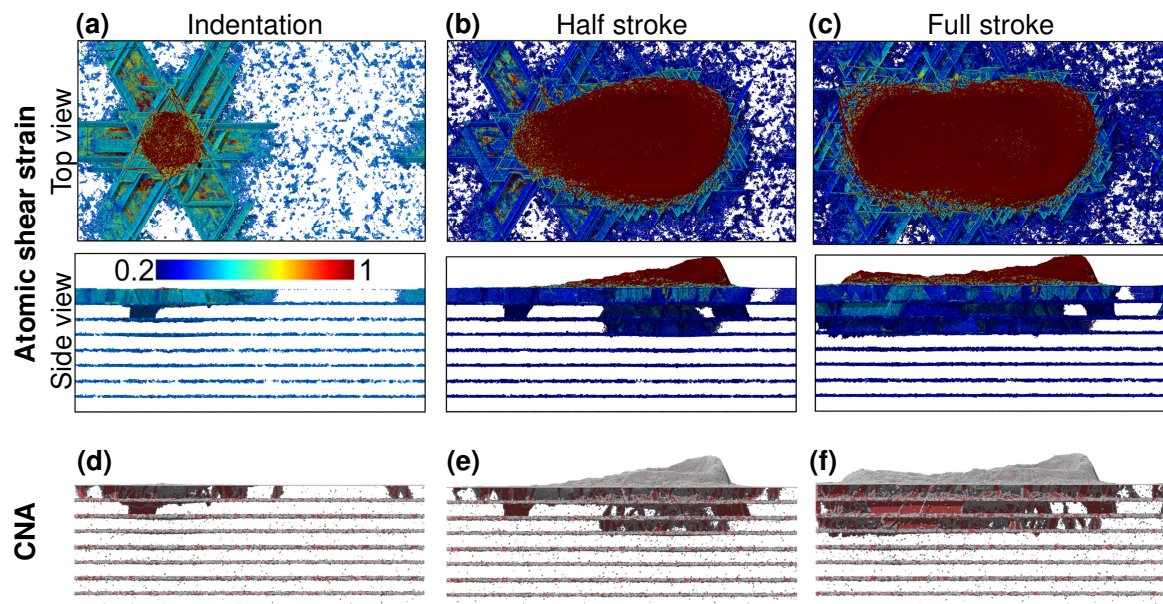 (a) Indentation
(b) Half stroke
(c) Full stroke
Atomic shear strain
Top view
Side view
0.2 1
CNA
(d)
(e)
(f)